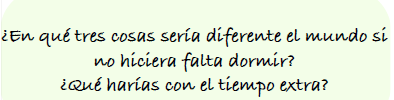 ¿En qué tres cosas sería diferente el mundo si
no hiciera falta dormir?
¿Qué harías con el tiempo extra?